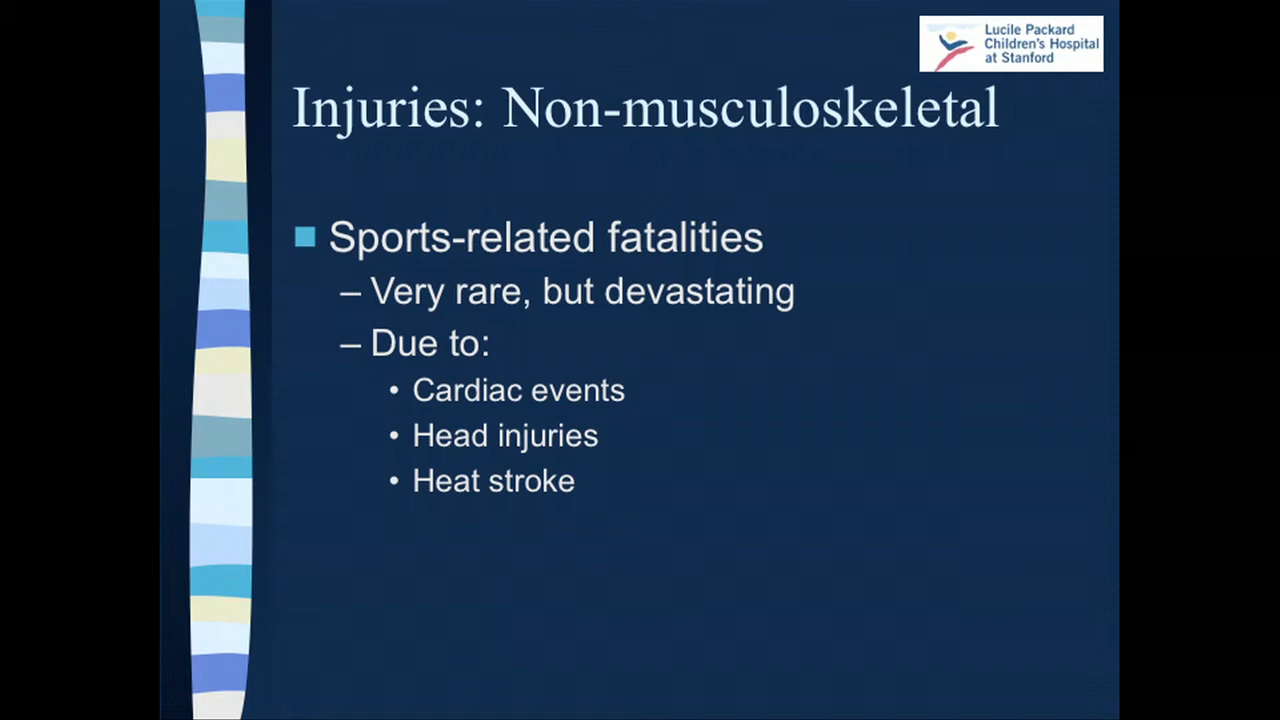 Lucile Packard
Children's Hospital
at Stanford
Injuries: Non-musculoskeletal
Sports-related fatalities
– Very rare, but devastating
– Due to:
• Cardiac events
• Head injuries
• Heat stroke